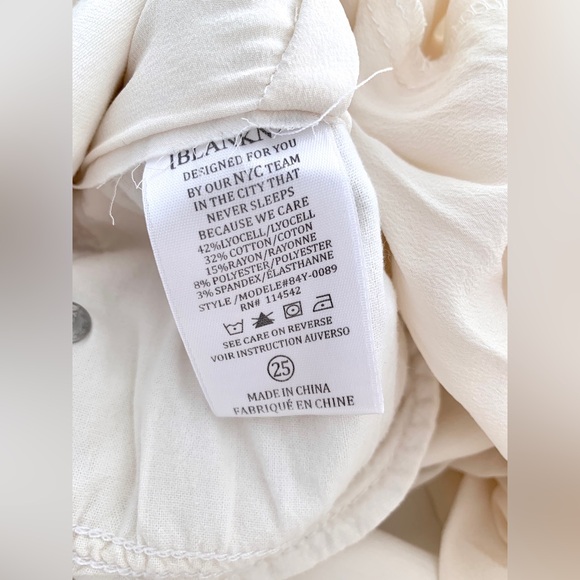 [BLANKN
DESIGNED FOR YOU
BY OUR NYC TEAM
IN THE CITY THAT
NEVER SLEEPS
BECAUSE WE CARE
42%LYOCELL/LYOCELL
32% COTTON/COTON
15%RAYON/RAYONNE
8% POLYESTER/POLYESTER
3% SPANDEX/ÉLASTHANNE
STYLE /MODELE#84Y-0089
RN# 114542
SEE CARE ON REVERSE
VOIR INSTRUCTION AUVERSO
25
MADE IN CHINA
FABRIQUÉ EN CHINE